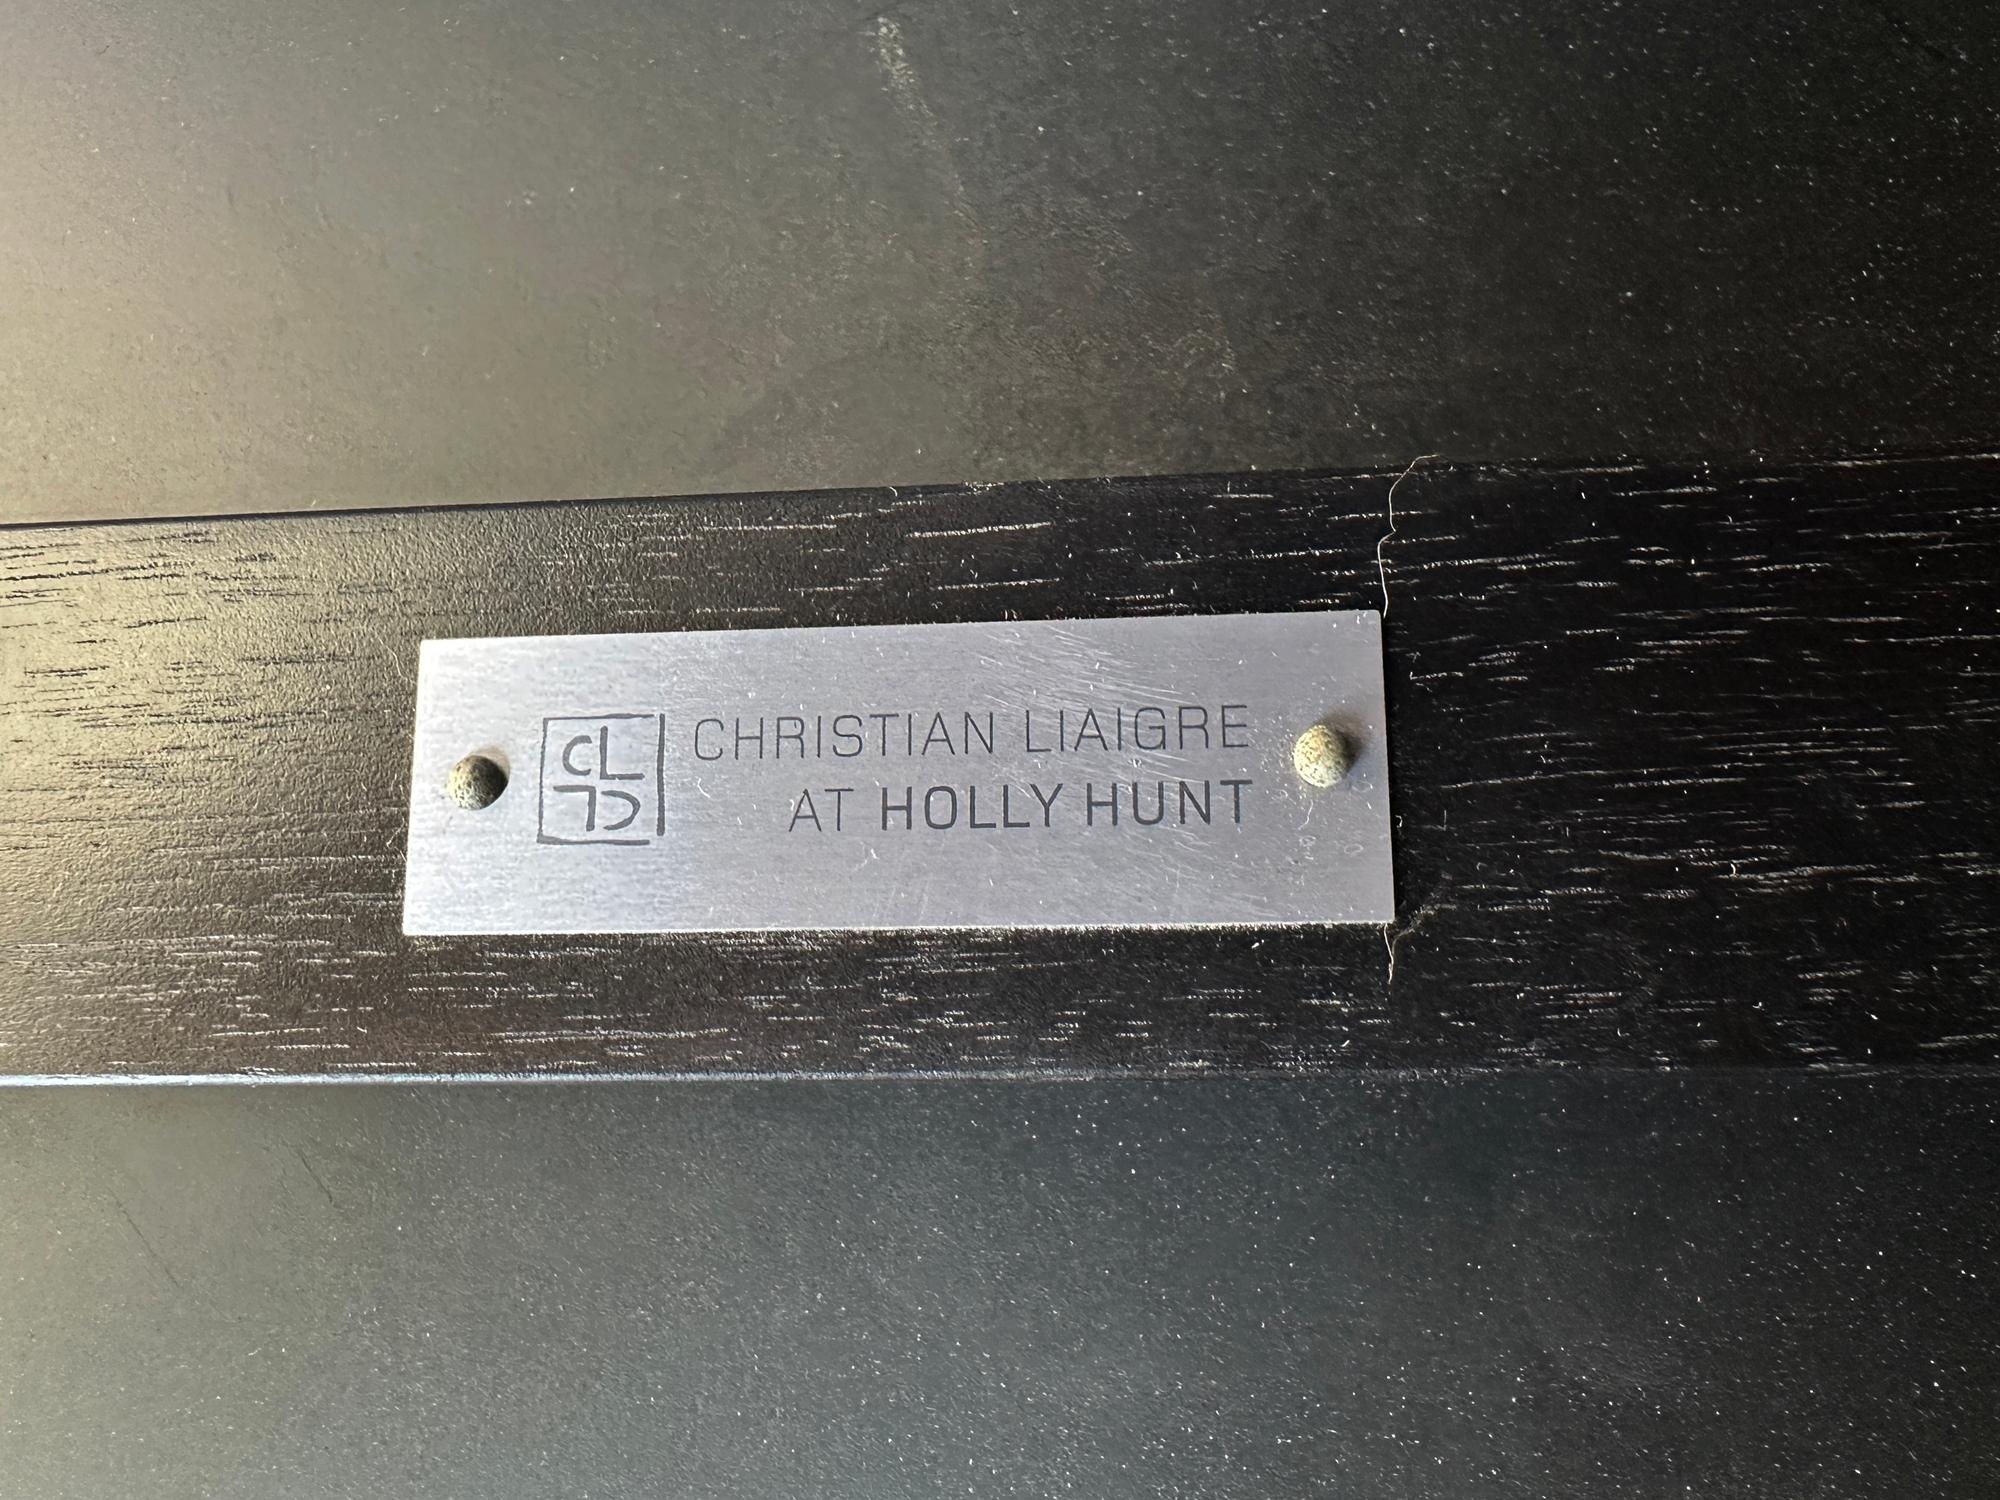 CL
CL
CHRISTIAN LIAIGRE
AT HOLLY HUNT